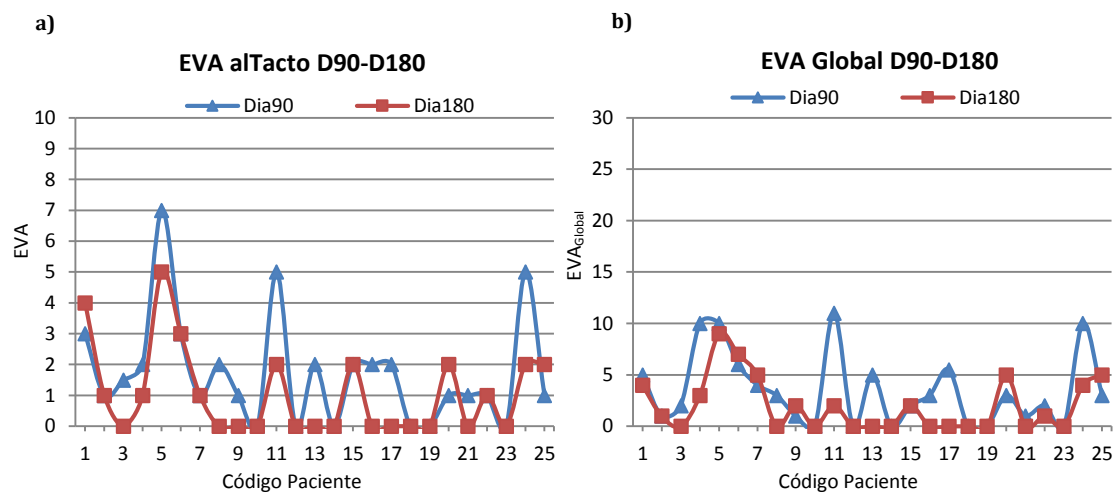 a)
EVA alTacto D90-D180
Dia90 Dia180
10
9
8
7
6
5
4
3
2
1
0
EVA
1 3 5 7 9 11 13 15 17 19 21 23 25
Código Paciente
b)
EVA Global D90-D180
Dia90 Dia180
30
25
20
15
10
5
0
EVAGlobal
1 3 5 7 9 11 13 15 17 19 21 23 25
Código Paciente